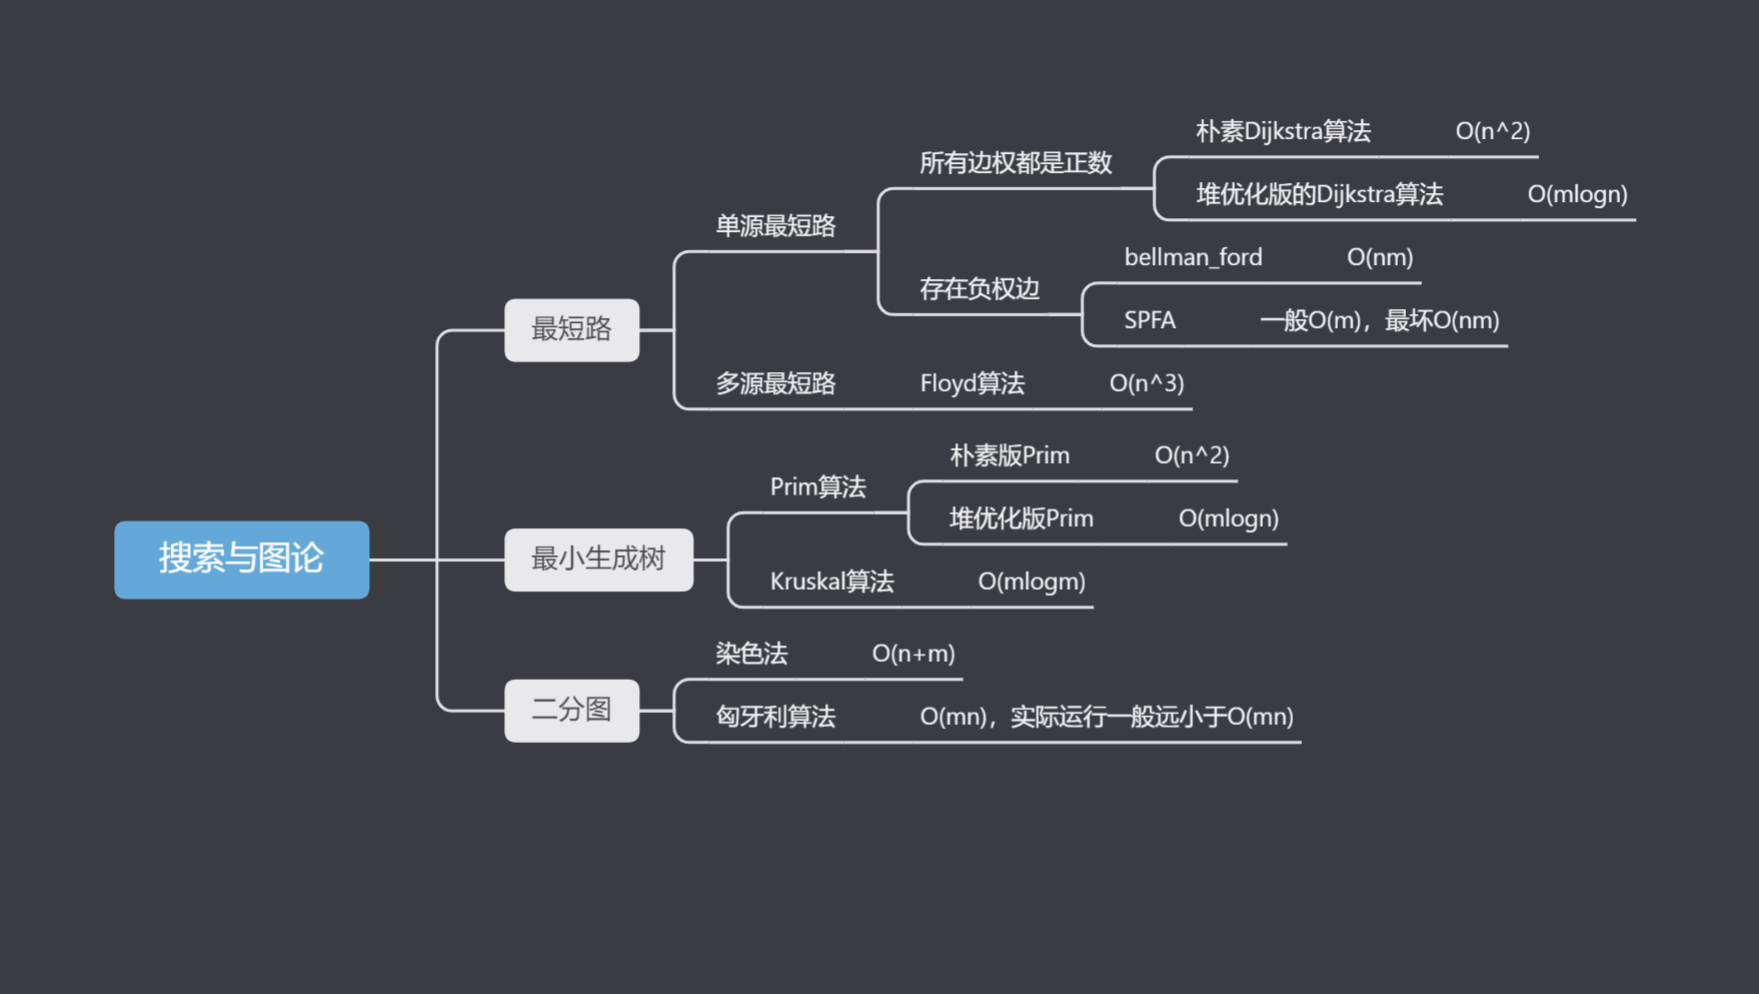 搜索与图论
最短路
单源最短路
所有边权都是正数
朴素Dijkstra算法 O(n^2)
堆优化版的Dijkstra算法 O(mlogn)
存在负权边
bellman_ford O(nm)
SPFA 一般O(m)，最坏O(nm)
多源最短路 Floyd算法 O(n^3)
最小生成树
Prim算法
朴素版Prim O(n^2)
堆优化版Prim O(mlogn)
Kruskal算法 O(mlogm)
二分图
染色法 O(n+m)
匈牙利算法 O(mn)，实际运行一般远小于O(mn)